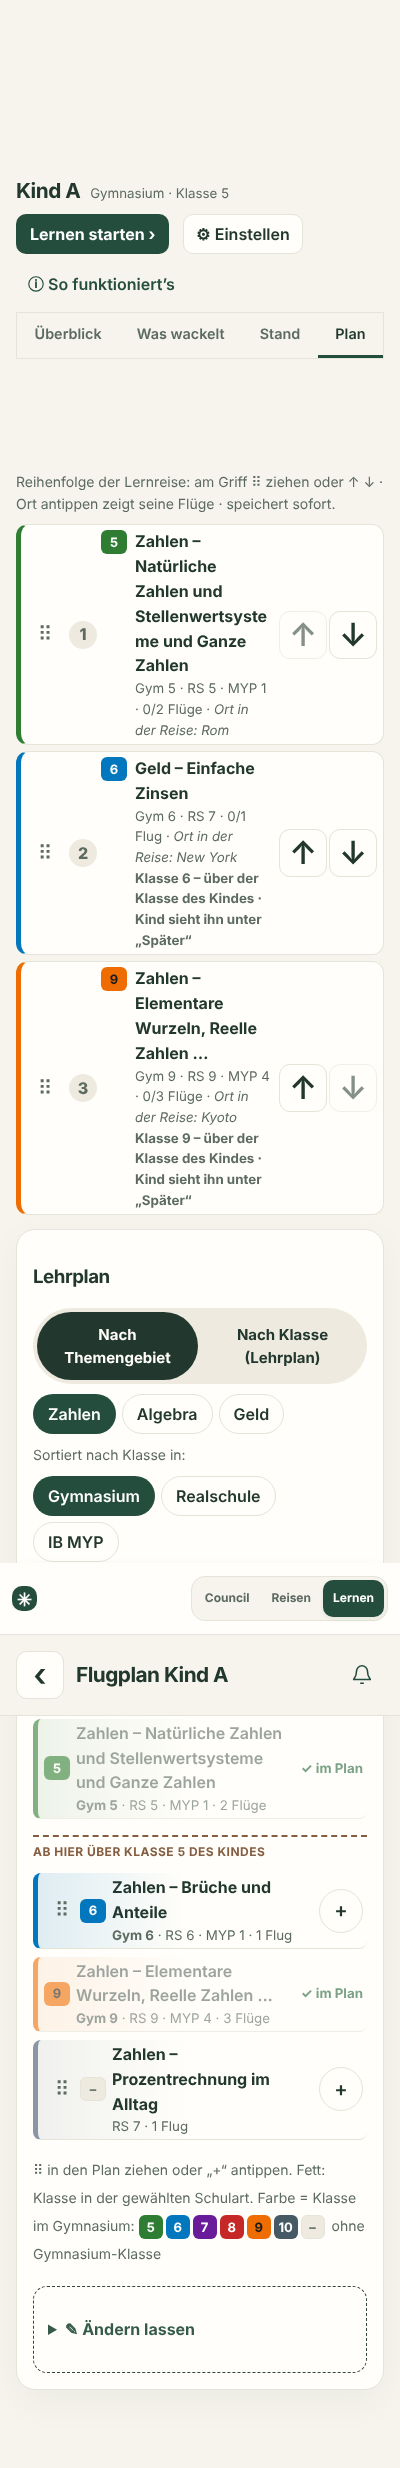 Kind A Gymnasium · Klasse 5
Lernen starten › ⚙ Einstellen
ⓘ So funktioniert’s
Überblick Was wackelt Stand Plan
Reihenfolge der Lernreise: am Griff ⠿ ziehen oder ↑ ↓ ·
Ort antippen zeigt seine Flüge · speichert sofort.
5 Zahlen –
Natürliche
Zahlen und
Stellenwertsyste
⠿ 1 me und Ganze ↑ ↓
Zahlen
Gym 5 · RS 5 · MYP 1
· 0/2 Flüge · Ort in
der Reise: Rom
6 Geld – Einfache
Zinsen
Gym 6 · RS 7 · 0/1
Flug · Ort in der
⠿ 2 Reise: New York ↑ ↓
Klasse 6 – über der
Klasse des Kindes ·
Kind sieht ihn unter
„Später“
9 Zahlen –
Elementare
Wurzeln, Reelle
Zahlen …
Gym 9 · RS 9 · MYP 4
⠿ 3 · 0/3 Flüge · Ort in ↑ ↓
der Reise: Kyoto
Klasse 9 – über der
Klasse des Kindes ·
Kind sieht ihn unter
„Später“
Lehrplan
Nach
Themengebiet
Nach Klasse
(Lehrplan)
Zahlen Algebra Geld
Sortiert nach Klasse in:
Gymnasium Realschule
IB MYP
Council Reisen Lernen
‹ Flugplan Kind A
Zahlen – Natürliche Zahlen
und Stellenwertsysteme
5 und Ganze Zahlen ✓ im Plan
Gym 5 · RS 5 · MYP 1 · 2 Flüge
AB HIER ÜBER KLASSE 5 DES KINDES
Zahlen – Brüche und
⠿ 6 Anteile +
Gym 6 · RS 6 · MYP 1 · 1 Flug
Zahlen – Elementare
9 Wurzeln, Reelle Zahlen … ✓ im Plan
Gym 9 · RS 9 · MYP 4 · 3 Flüge
Zahlen –
⠿ – Prozentrechnung im +
Alltag
RS 7 · 1 Flug
⠿ in den Plan ziehen oder „+“ antippen. Fett:
Klasse in der gewählten Schulart. Farbe = Klasse
im Gymnasium: 5 6 7 8 9 10 – ohne
Gymnasium-Klasse
▶ ✎ Ändern lassen